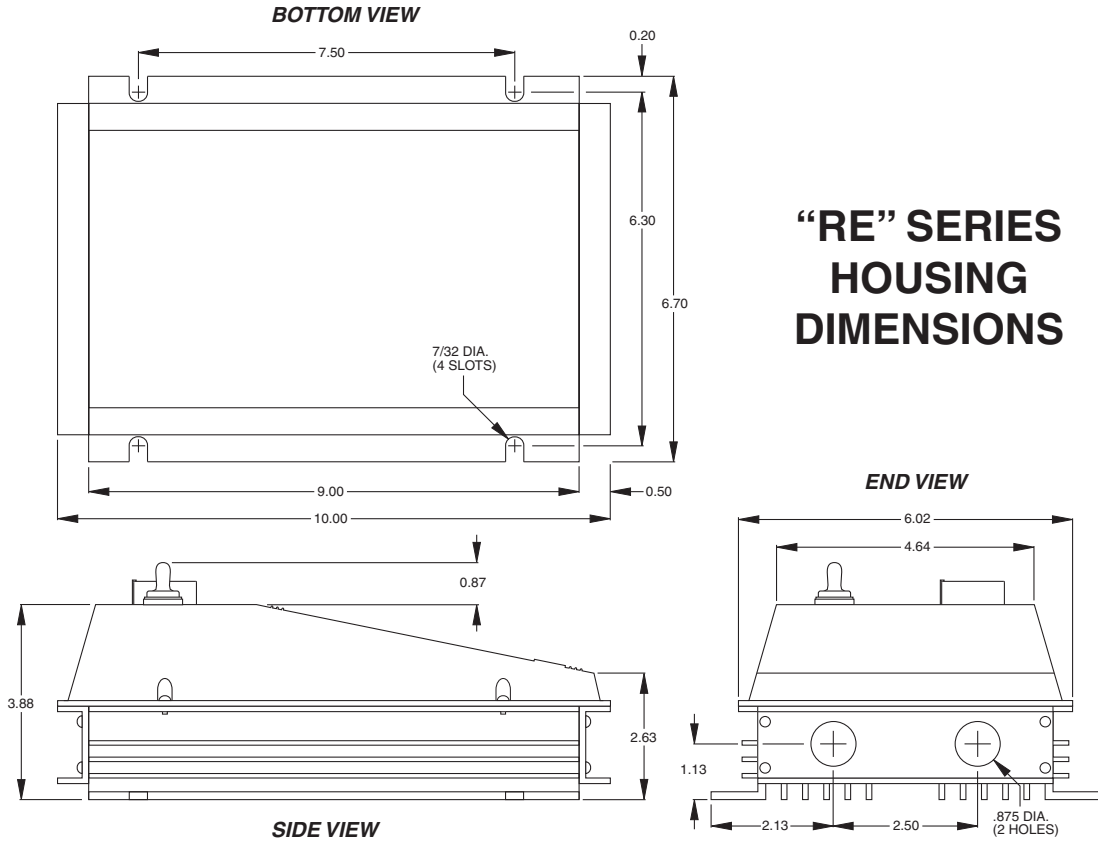 BOTTOM VIEW
7.50
0.20
6.30
6.70
7/32 DIA.
(4 SLOTS)
9.00
0.50
10.00
“RE” SERIES
HOUSING
DIMENSIONS
END VIEW
6.02
4.64
0.87
3.88
2.63
1.13
2.13
2.50
.875 DIA.
(2 HOLES)
SIDE VIEW